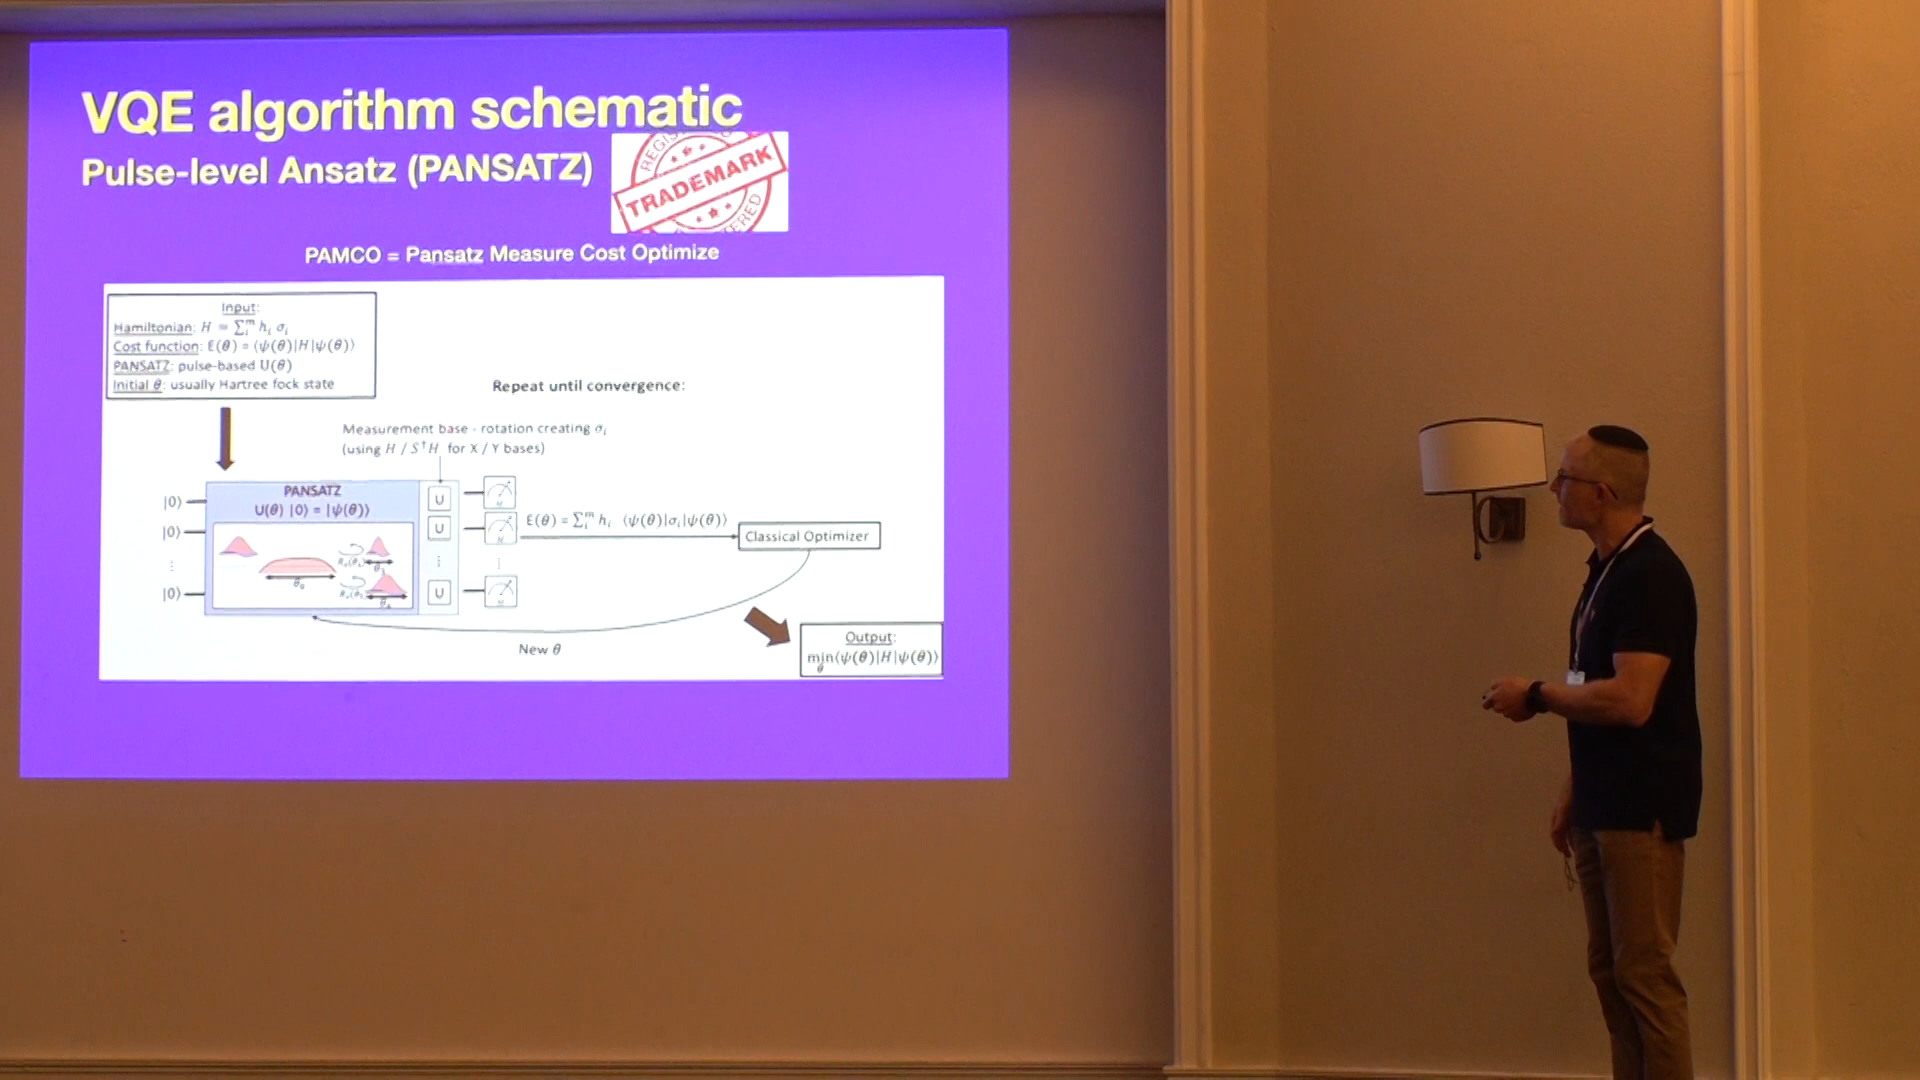 VQE algorithm schematic
Pulse-level Ansatz (PANSATZ)
TRADEMARK
PAMCO = Pansatz Measure Cost Optimize
Input:
Hamiltonian: H = ∑ᵢᵐ hᵢ σᵢ
Cost function: E(θ) = ⟨ψ(θ)|H|ψ(θ)⟩
PANSATZ: pulse-based U(θ)
Initial θ: usually Hartree fock state
Repeat until convergence:
Measurement base - rotation creating σᵢ
(using H / S†H for X / Y bases)
PANSATZ
U(θ) |0⟩ = |ψ(θ)⟩
|0⟩
|0⟩
⋮
|0⟩
U
U
⋮
U
E(θ) = ∑ᵢᵐ hᵢ ⟨ψ(θ)|σᵢ|ψ(θ)⟩
Classical Optimizer
New θ
Output:
min⟨ψ(θ)|H|ψ(θ)⟩
θ